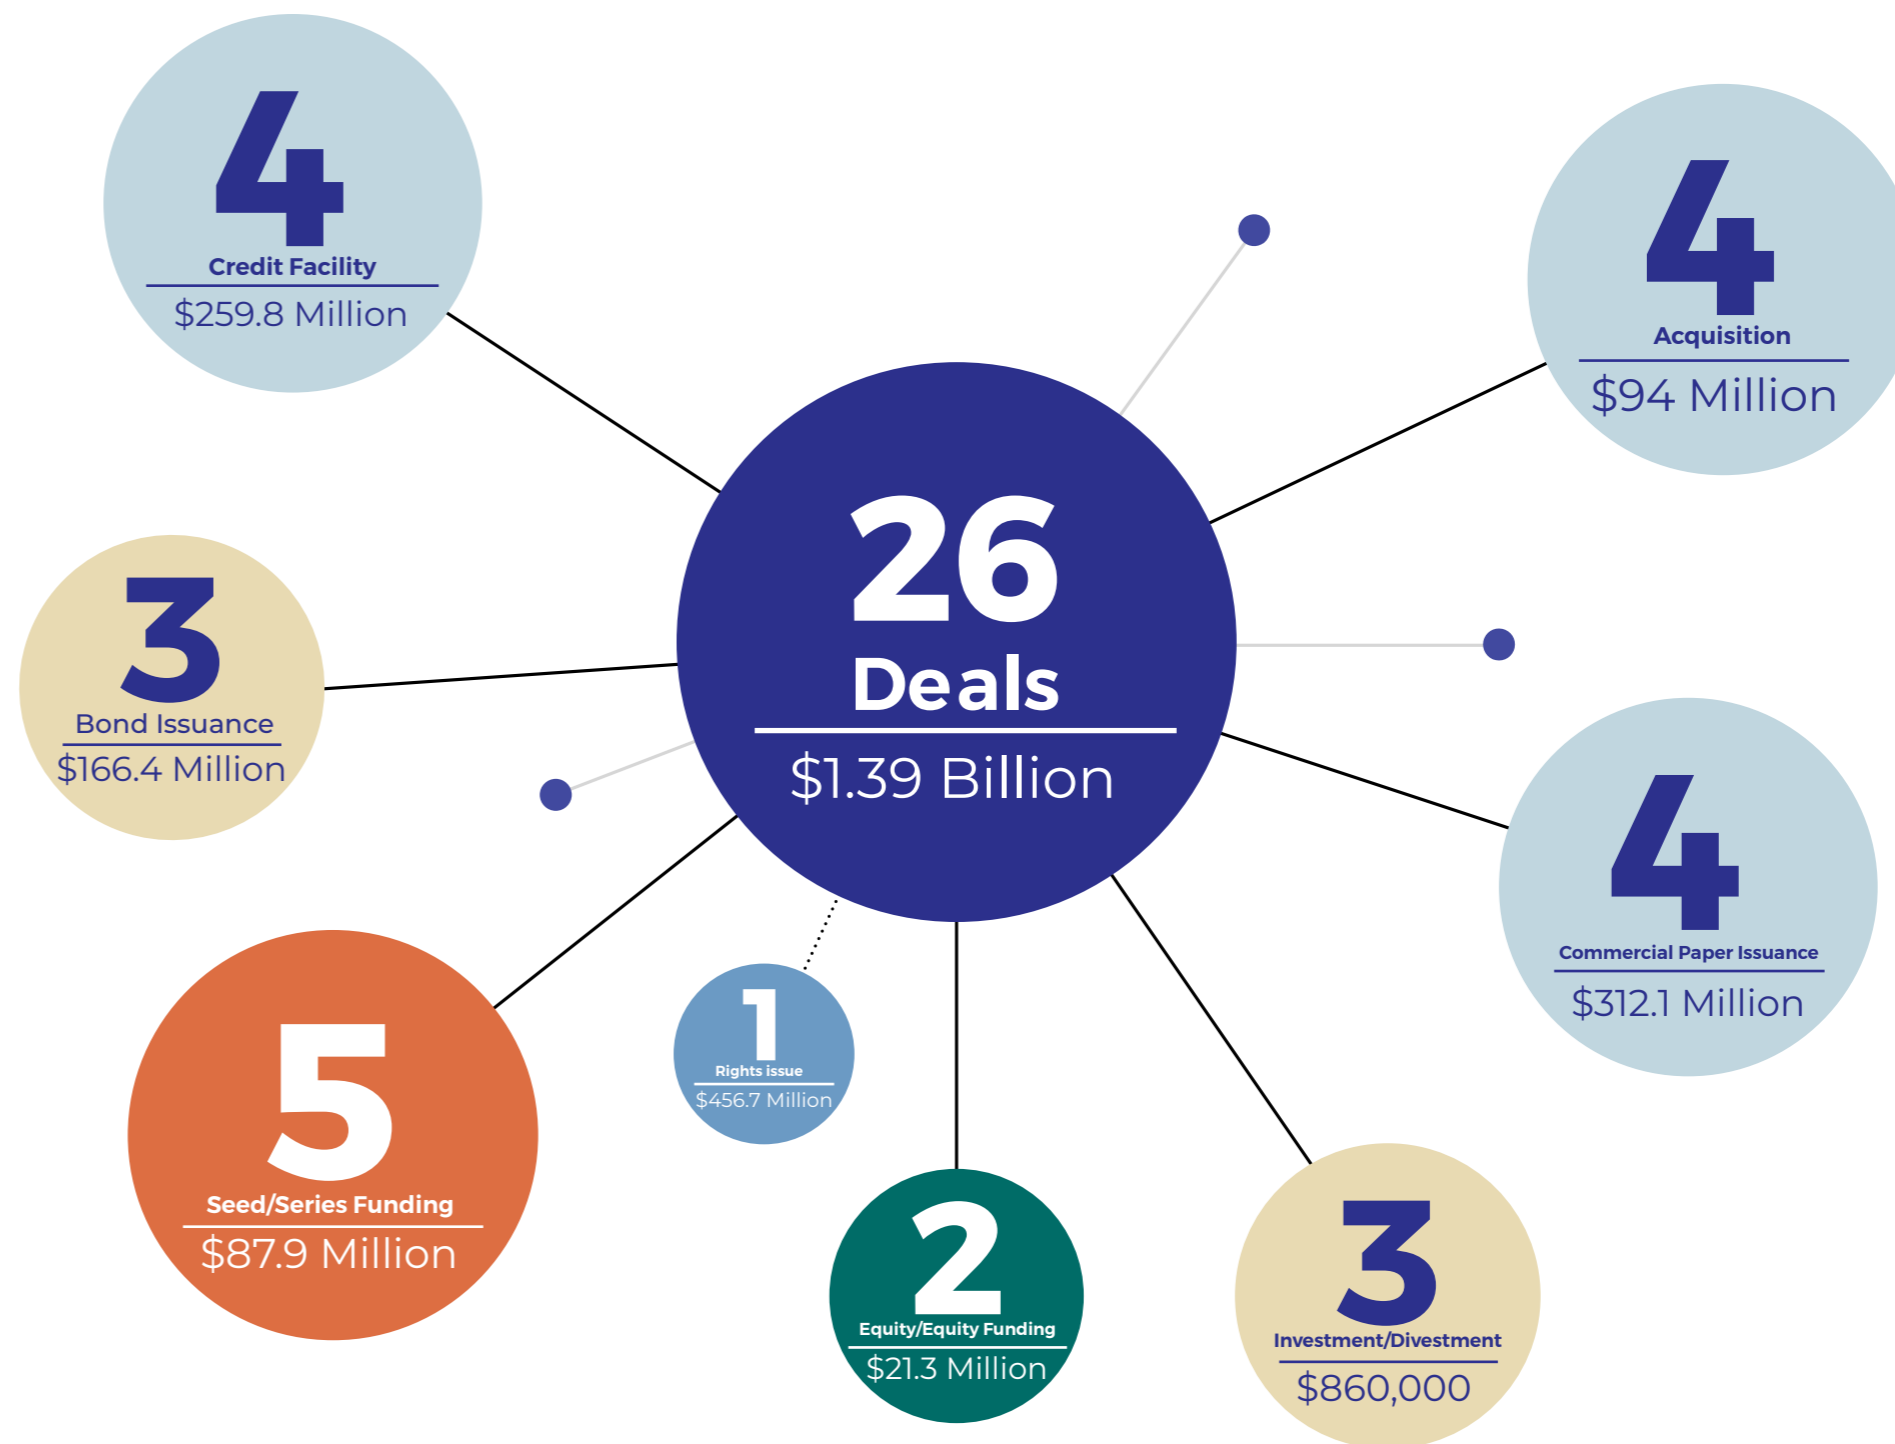 4
Credit Facility
$259.8 Million
4
Acquisition
$94 Million
26
Deals
$1.39 Billion
3
Bond Issuance
$166.4 Million
4
Commercial Paper Issuance
$312.1 Million
5
Seed/Series Funding
$87.9 Million
1
Rights issue
$456.7 Million
2
Equity/Equity Funding
$21.3 Million
3
Investment/Divestment
$860,000